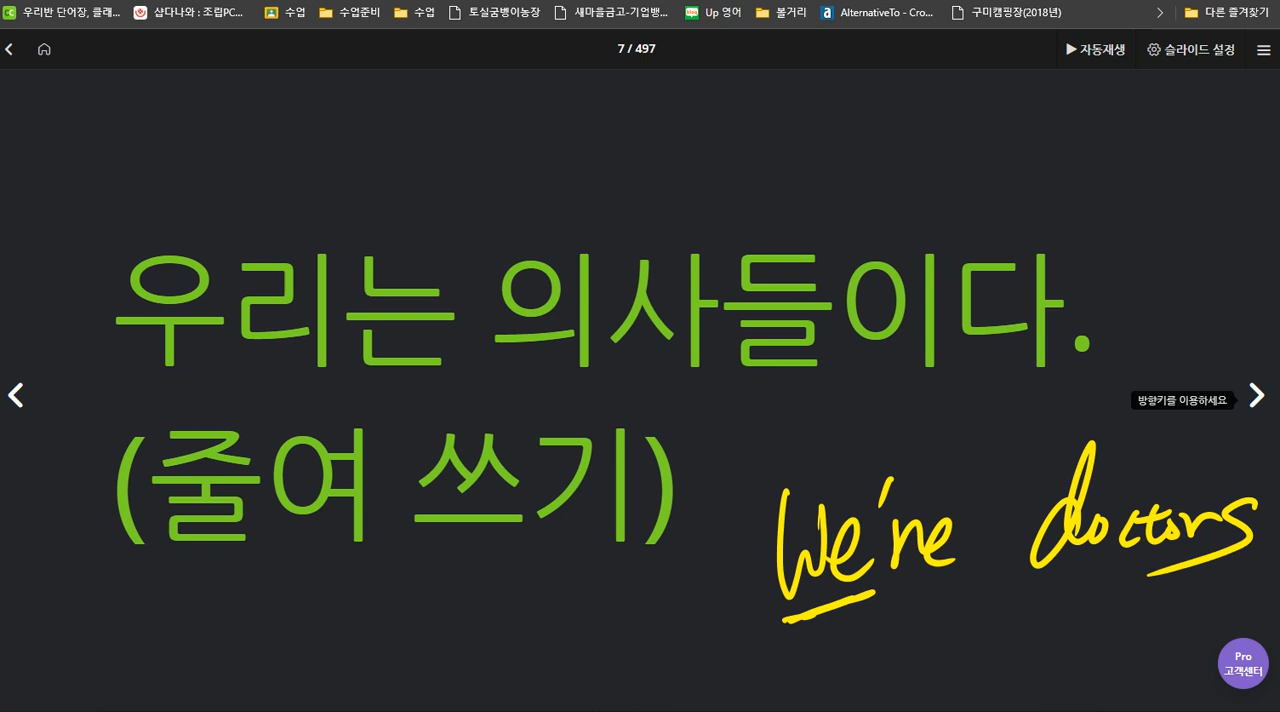 우리반 단어장, 클래... 샵다나와 : 조립PC... 수업 수업준비 수업 토실굼벵이농장 새마을금고-기업뱅... Up 영어 볼거리 AlternativeTo - Cro... 구미캠핑장(2018년) 다른 즐겨찾기
7 / 497 자동재생 슬라이드 설정
우리는 의사들이다.
방향키를 이용하세요
(줄여 쓰기)
We're doctors
Pro
고객센터